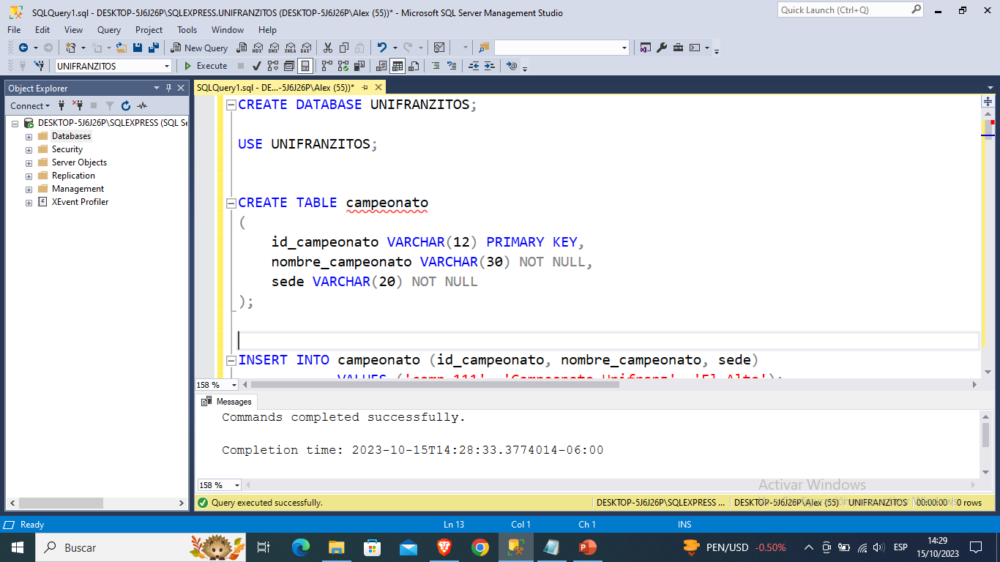 SQLQuery1.sql - DESKTOP-5J6J26P\SQLEXPRESS.UNIFRANZITOS (DESKTOP-5J6J26P\Alex (55))* - Microsoft SQL Server Management Studio
Quick Launch (Ctrl+Q)
File Edit View Query Project Tools Window Help
New Query MDX DMX XMLA DAX
UNIFRANZITOS Execute
Object Explorer
SQLQuery1.sql - DE...-5J6J26P\Alex (55))*
Connect
DESKTOP-5J6J26P\SQLEXPRESS (SQL Se
Databases
Security
Server Objects
Replication
Management
XEvent Profiler
CREATE DATABASE UNIFRANZITOS;
USE UNIFRANZITOS;
CREATE TABLE campeonato
(
id_campeonato VARCHAR(12) PRIMARY KEY,
nombre_campeonato VARCHAR(30) NOT NULL,
sede VARCHAR(20) NOT NULL
);
INSERT INTO campeonato (id_campeonato, nombre_campeonato, sede)
VALUES ('camp-111', 'Campeonato Unifranz', 'El Alto');
158 %
Messages
Commands completed successfully.
Completion time: 2023-10-15T14:28:33.3774014-06:00
158 %
Activar Windows
Query executed successfully.
DESKTOP-5J6J26P\SQLEXPRESS ... DESKTOP-5J6J26P\Alex (55) UNIFRANZITOS 00:00:00 0 rows
Ready Ln 13 Col 1 Ch 1 INS
Buscar
PEN/USD -0.50%
ESP
14:29
15/10/2023